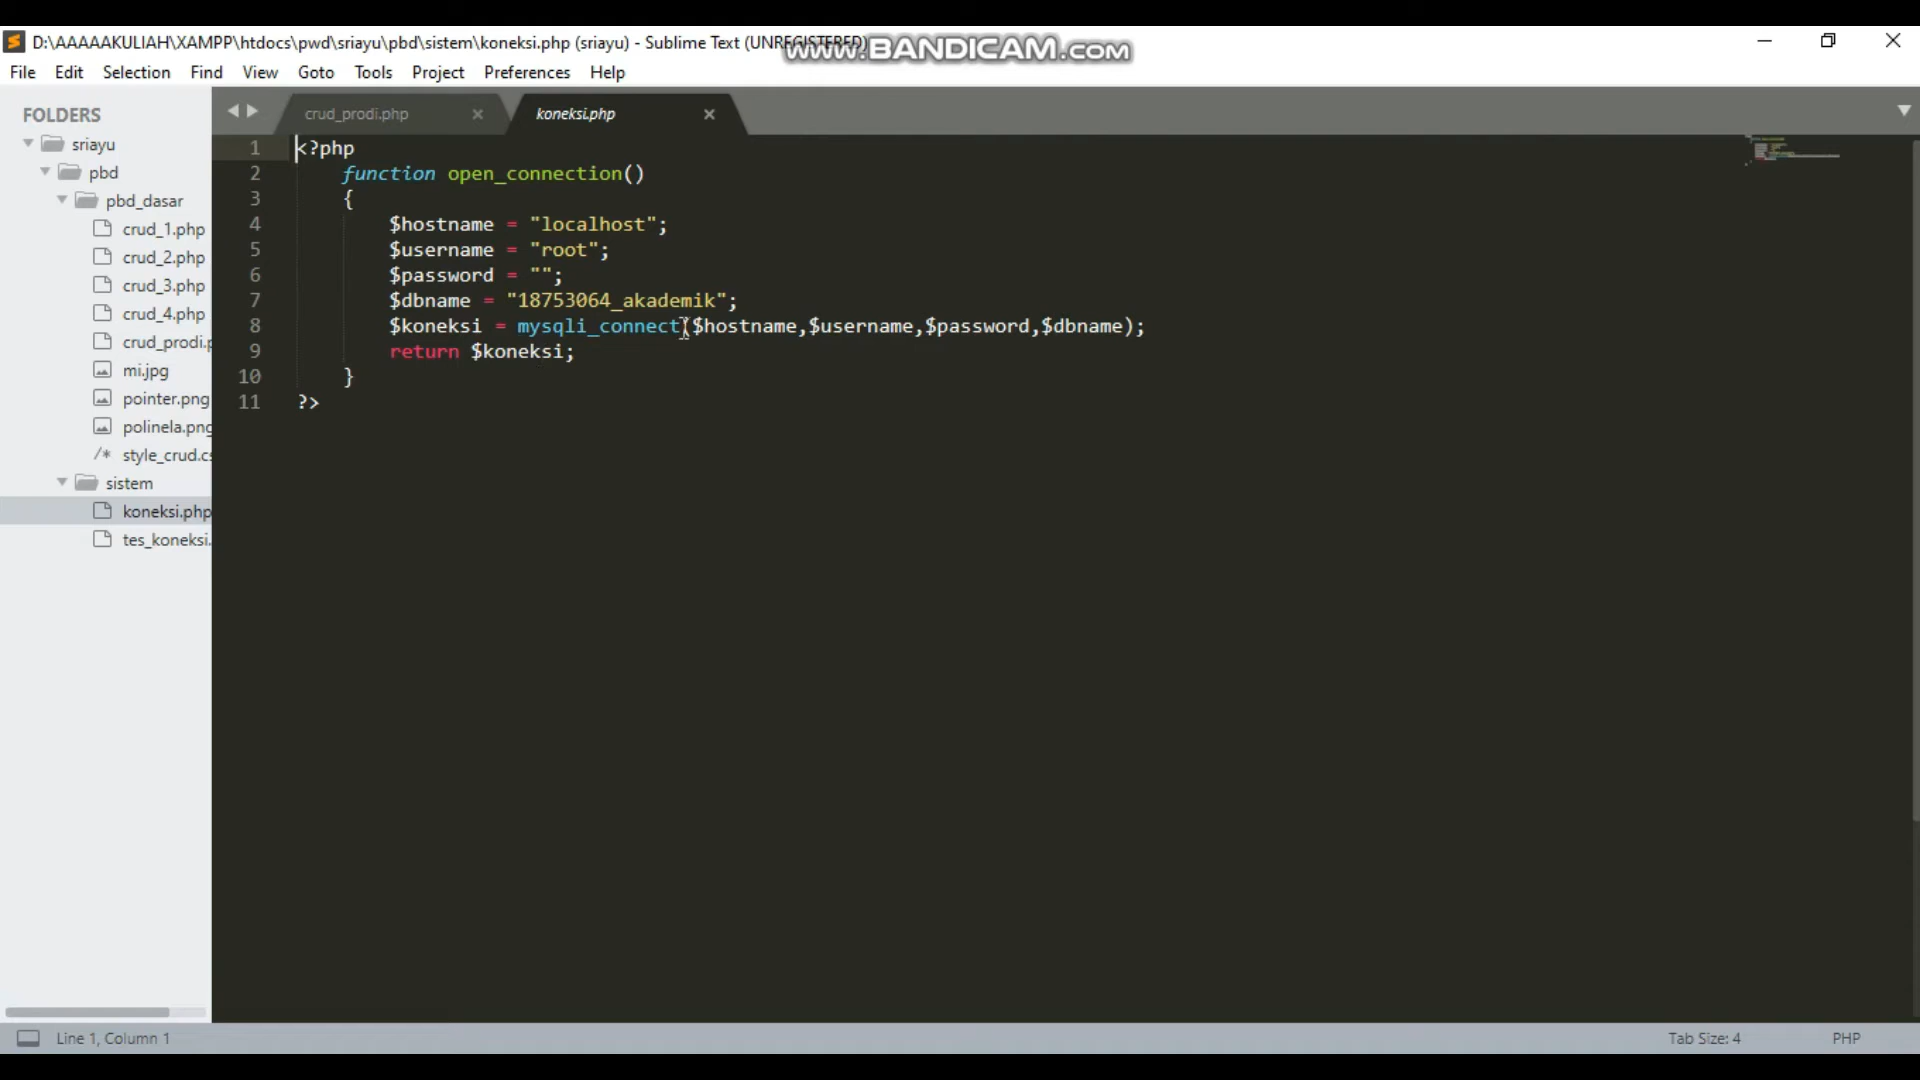 D:\AAAAAKULIAH\XAMPP\htdocs\pwd\sriayu\pbd\sistem\koneksi.php (sriayu) - Sublime Text (UNREGISTERED)
www.BANDICAM.com
File Edit Selection Find View Goto Tools Project Preferences Help
FOLDERS
sriayu
pbd
pbd_dasar
crud_1.php
crud_2.php
crud_3.php
crud_4.php
crud_prodi.p
mi.jpg
pointer.png
polinela.png
style_crud.cs
sistem
koneksi.php
tes_koneksi.
crud_prodi.php koneksi.php
1 <?php
2 function open_connection()
3 {
4 $hostname = "localhost";
5 $username = "root";
6 $password = "";
7 $dbname = "18753064_akademik";
8 $koneksi = mysqli_connect($hostname,$username,$password,$dbname);
9 return $koneksi;
10 }
11 ?>
Line 1, Column 1
Tab Size: 4
PHP